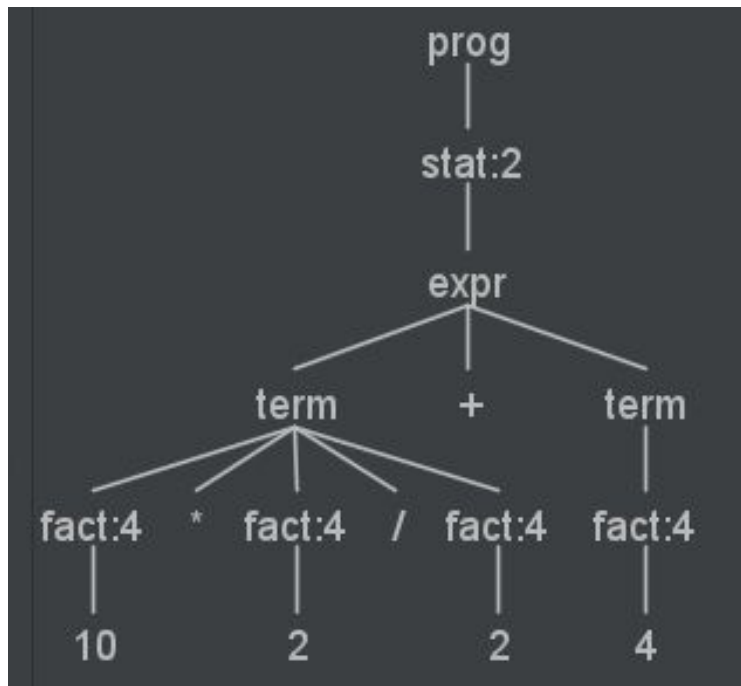 prog
stat:2
expr
term + term
fact:4 * fact:4 / fact:4 fact:4
10 2 2 4